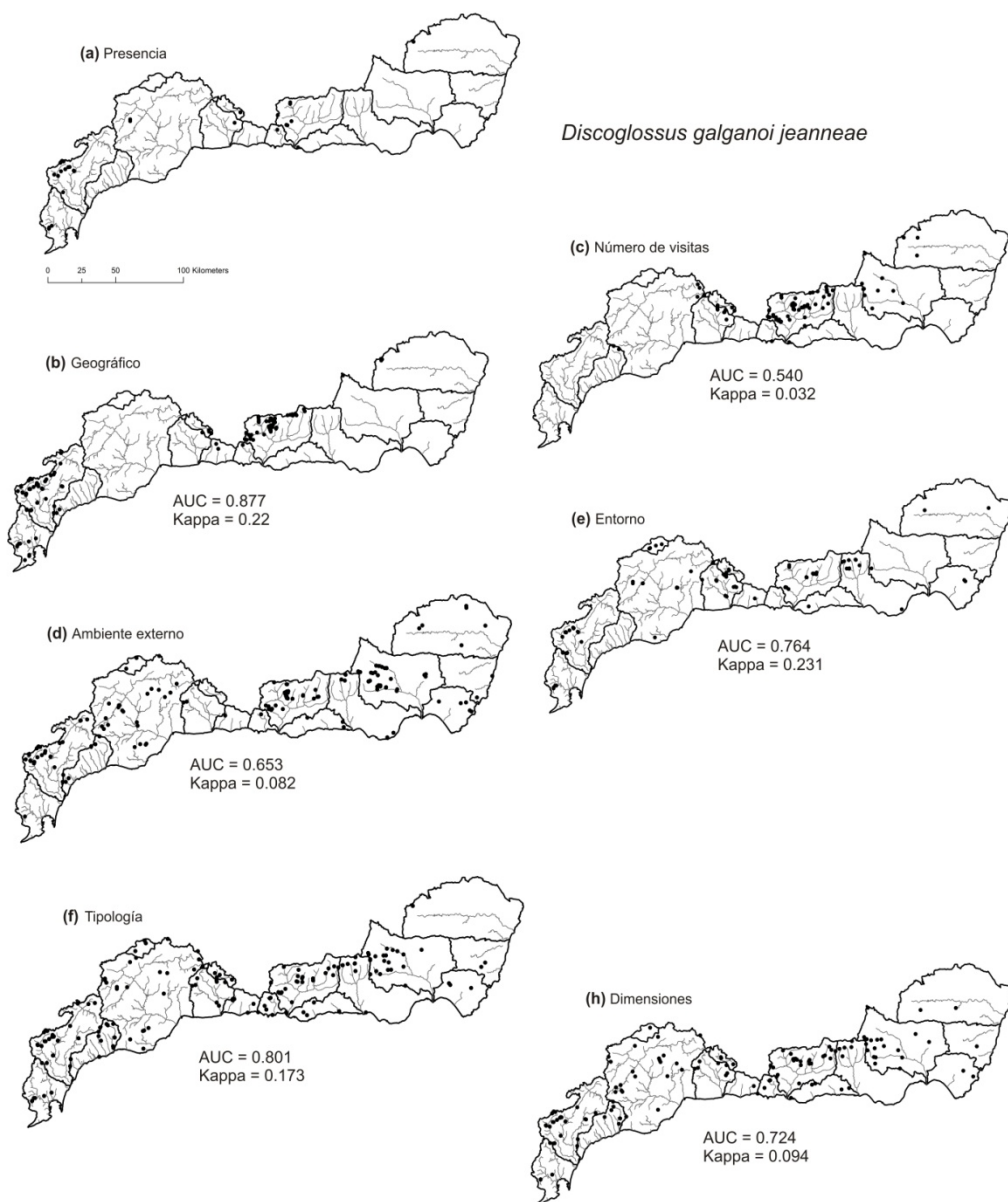 (a) Presencia
Discoglossus galganoi jeanneae
0 25 50 100 Kilometers
(c) Número de visitas
AUC = 0.540
Kappa = 0.032
(b) Geográfico
AUC = 0.877
Kappa = 0.22
(e) Entorno
AUC = 0.764
Kappa = 0.231
(d) Ambiente externo
AUC = 0.653
Kappa = 0.082
(f) Tipología
AUC = 0.801
Kappa = 0.173
(h) Dimensiones
AUC = 0.724
Kappa = 0.094